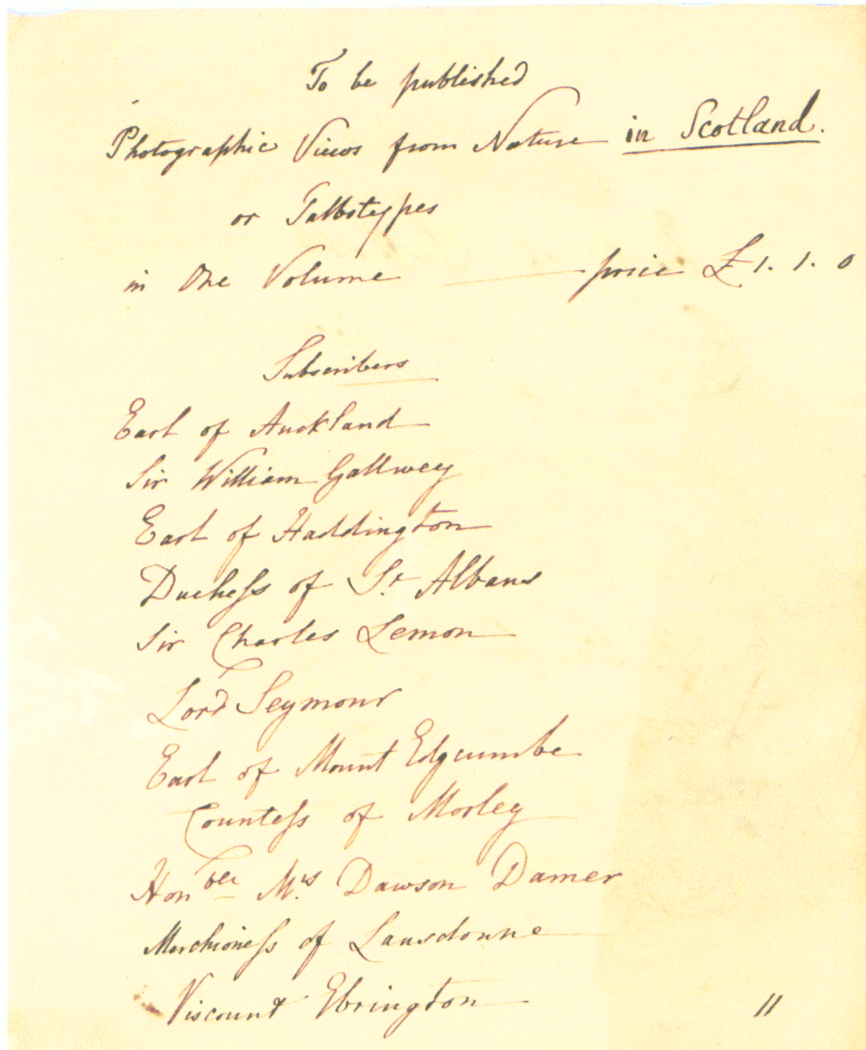 To be published
Photographic Views from Nature in Scotland.
or Talbotypes
in One Volume — price £1. 1. 0
Subscribers
Earl of Auckland
Sir William Gallwey
Earl of Haddington
Duchess of St. Albans
Sir Charles Lemon
Lord Seymour
Earl of Mount Edgcumbe
Countess of Morley
Honble Mrs. Dawson Damer
Marchioness of Lansdowne
Viscount Ebrington
11